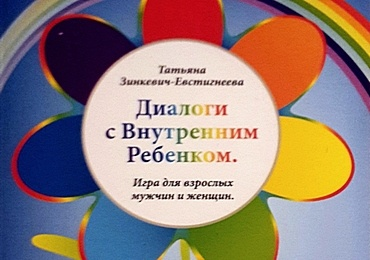 Татьяна
Зинкевич-Евстигнеева
Диалоги
с Внутренним
Ребенком.
Игра для взрослых
мужчин и женщин.